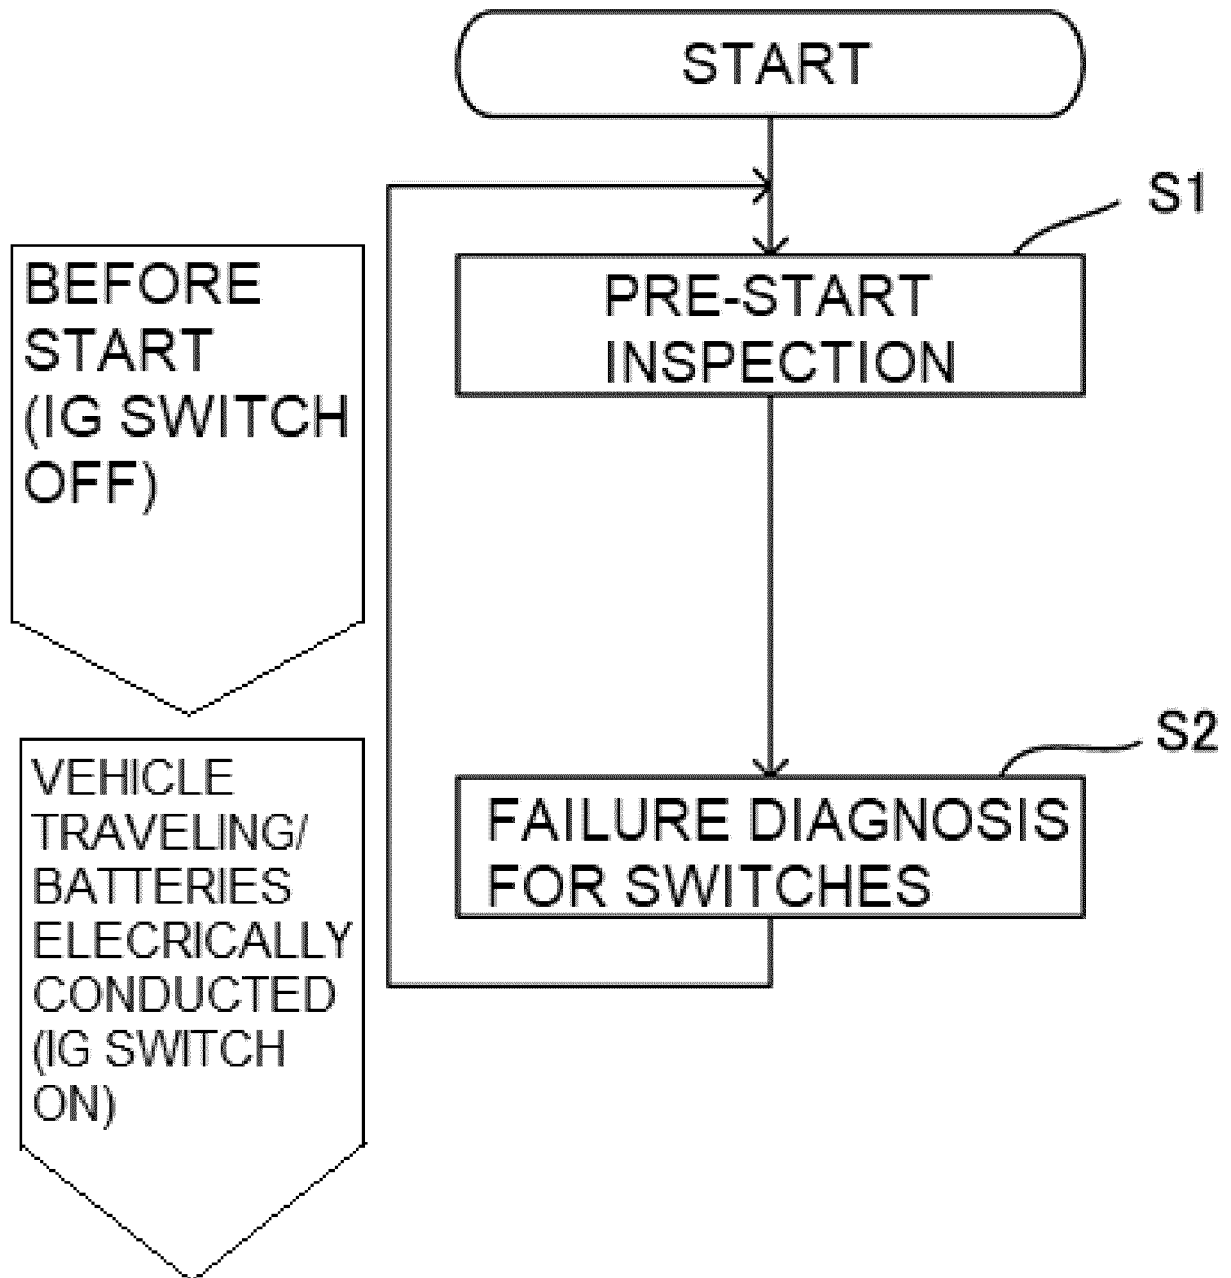 START
S1
PRE-START
INSPECTION
BEFORE
START
(IG SWITCH
OFF)
S2
FAILURE DIAGNOSIS
FOR SWITCHES
VEHICLE
TRAVELING/
BATTERIES
ELECRICALLY
CONDUCTED
(IG SWITCH
ON)